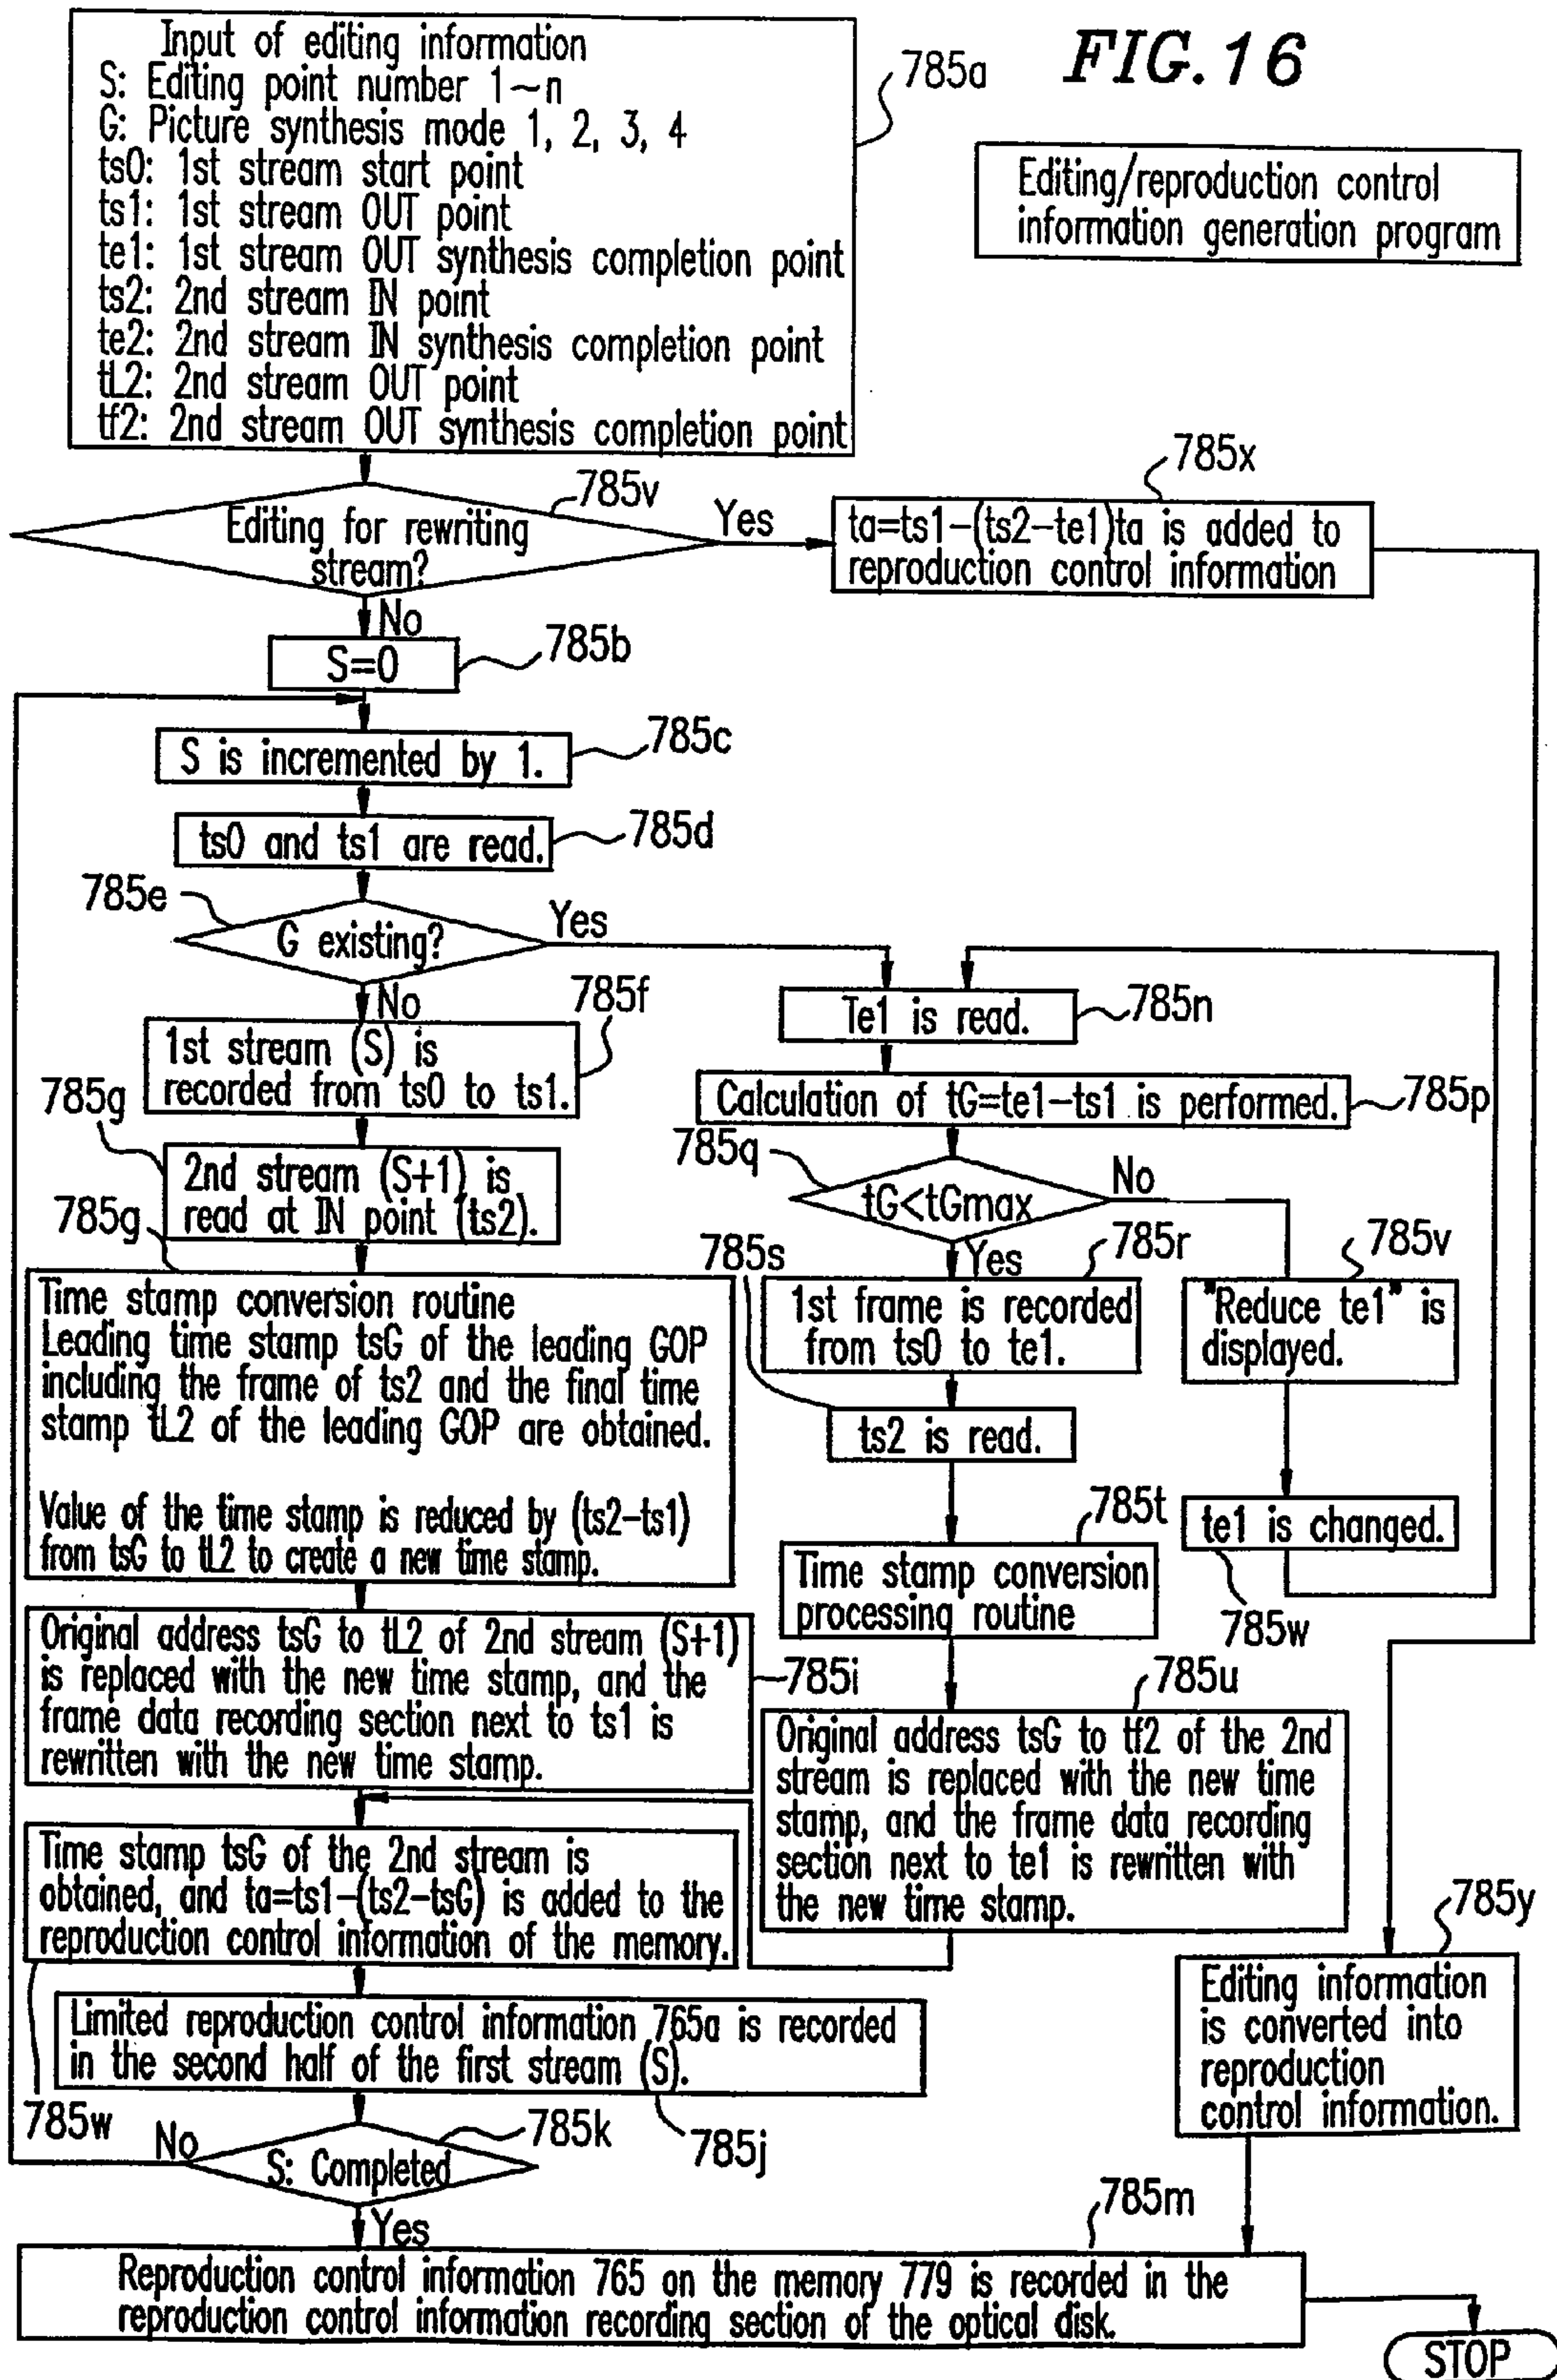 FIG. 16
Editing/reproduction control
information generation program
Input of editing information
S: Editing point number 1~n
G: Picture synthesis mode 1, 2, 3, 4
ts0: 1st stream start point
ts1: 1st stream OUT point
te1: 1st stream OUT synthesis completion point
ts2: 2nd stream IN point
te2: 2nd stream IN synthesis completion point
tL2: 2nd stream OUT point
tf2: 2nd stream OUT synthesis completion point
785a
785v
Editing for rewriting
stream?
Yes
No
785x
ta=ts1-(ts2-te1)ta is added to
reproduction control information
S=0
785b
S is incremented by 1.
785c
ts0 and ts1 are read.
785d
785e
G existing?
Yes
No
785f
1st stream (S) is
recorded from ts0 to ts1.
785g
2nd stream (S+1) is
read at IN point (ts2).
785g
Time stamp conversion routine
Leading time stamp tsG of the leading GOP
including the frame of ts2 and the final time
stamp tL2 of the leading GOP are obtained.
Value of the time stamp is reduced by (ts2-ts1)
from tsG to tL2 to create a new time stamp.
Original address tsG to tL2 of 2nd stream (S+1)
is replaced with the new time stamp, and the
frame data recording section next to ts1 is
rewritten with the new time stamp.
785i
Time stamp tsG of the 2nd stream is
obtained, and ta=ts1-(ts2-tsG) is added to the
reproduction control information of the memory.
785w
Limited reproduction control information 765a is recorded
in the second half of the first stream (S).
785j
785k
S: Completed
No
Yes
Te1 is read.
785n
Calculation of tG=te1-ts1 is performed.
785p
785q
tG<tGmax
No
Yes
785r
1st frame is recorded
from ts0 to te1.
785s
ts2 is read.
785t
Time stamp conversion
processing routine
785u
Original address tsG to tf2 of the 2nd
stream is replaced with the new time
stamp, and the frame data recording
section next to te1 is rewritten with
the new time stamp.
785v
"Reduce te1" is
displayed.
te1 is changed.
785w
785y
Editing information
is converted into
reproduction
control information.
785m
Reproduction control information 765 on the memory 779 is recorded in the
reproduction control information recording section of the optical disk.
STOP